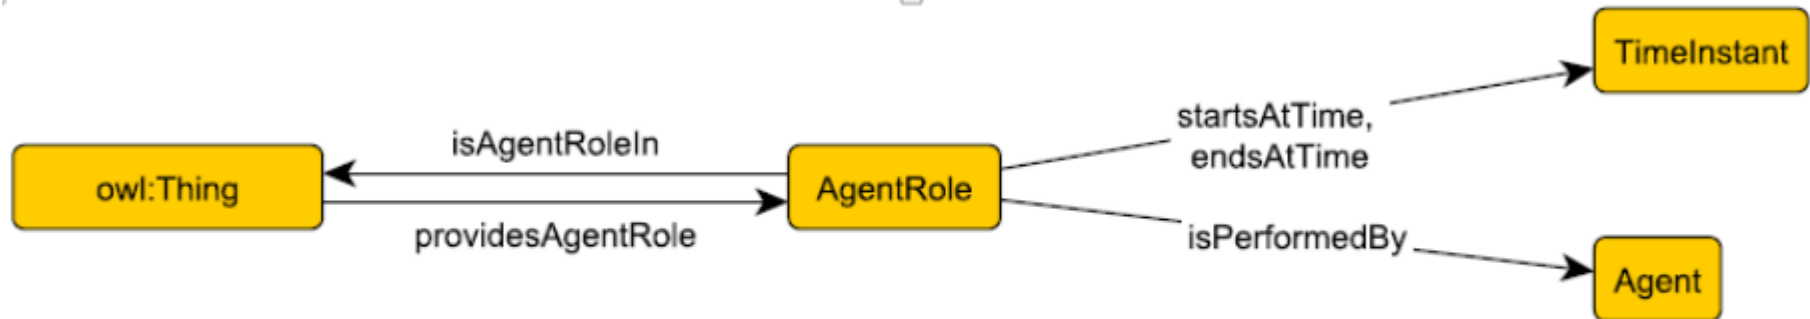 TimeInstant
startsAtTime,
endsAtTime
isAgentRoleIn
owl:Thing
AgentRole
providesAgentRole
isPerformedBy
Agent